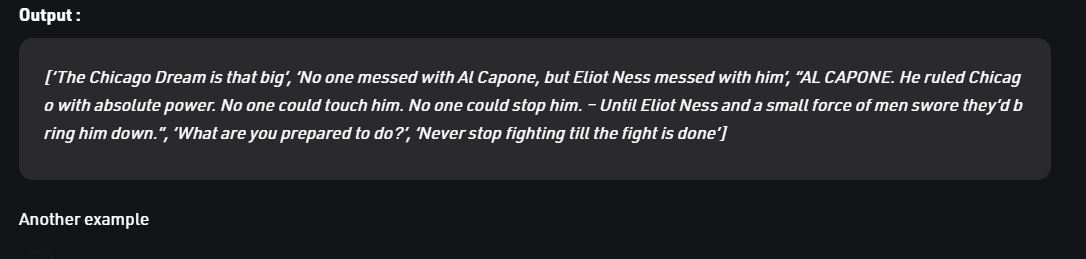 Output :
[‘The Chicago Dream is that big’, ‘No one messed with Al Capone, but Eliot Ness messed with him’, “AL CAPONE. He ruled Chicag
o with absolute power. No one could touch him. No one could stop him. – Until Eliot Ness and a small force of men swore they’d b
ring him down.”, ‘What are you prepared to do?’, ‘Never stop fighting till the fight is done’]
Another example